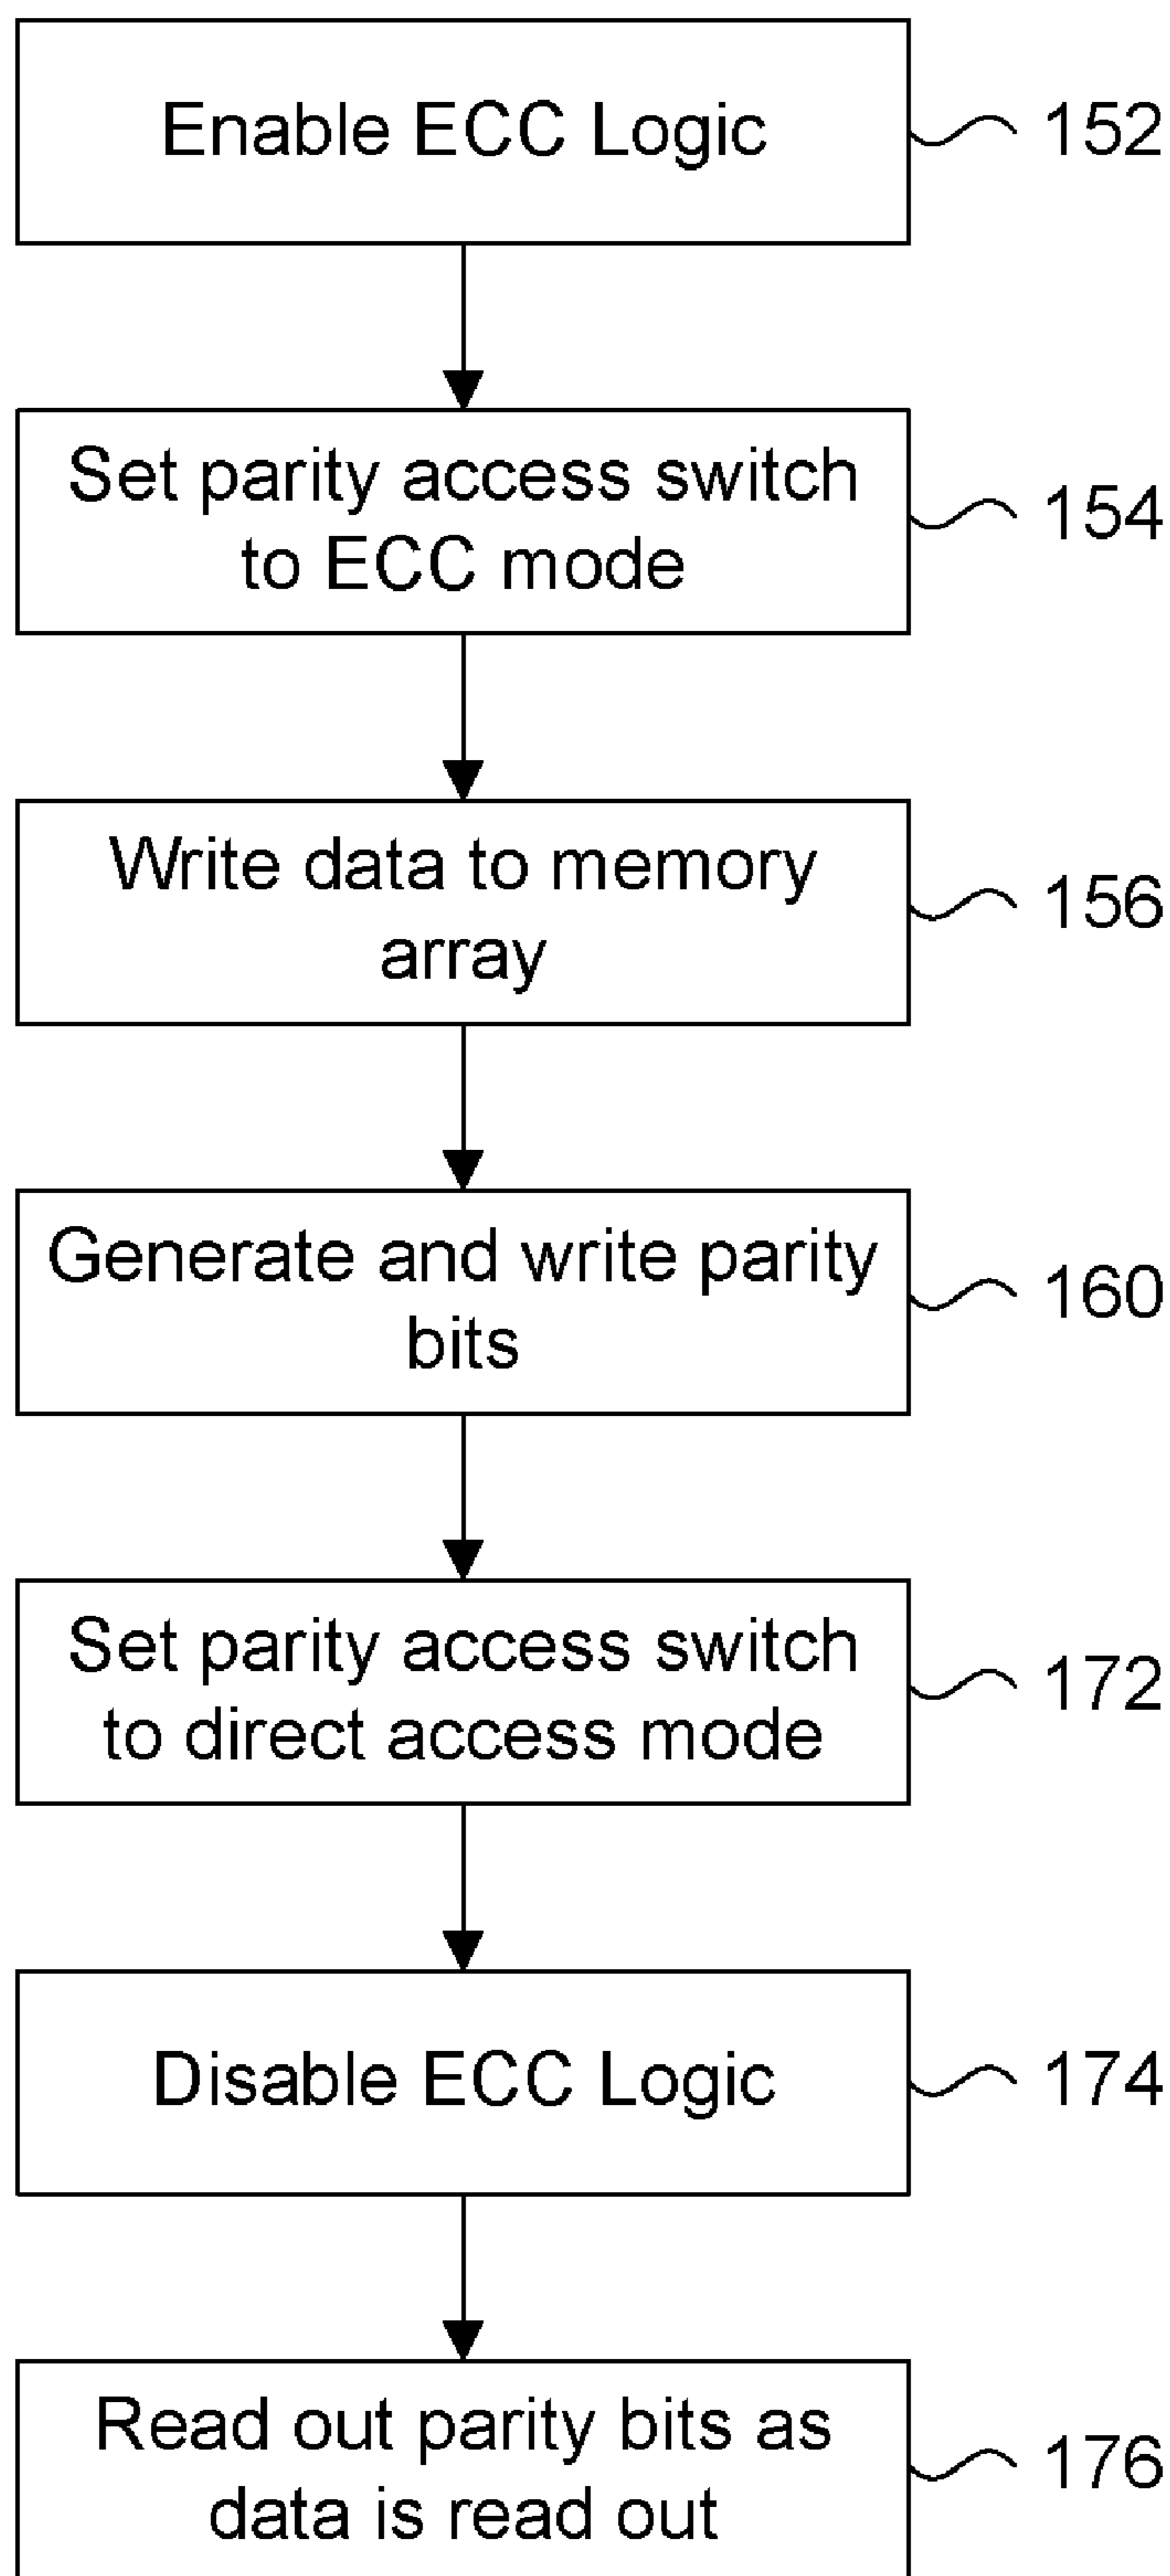 Enable ECC Logic
152
Set parity access switch
to ECC mode
154
Write data to memory
array
156
Generate and write parity
bits
160
Set parity access switch
to direct access mode
172
Disable ECC Logic
174
Read out parity bits as
data is read out
176